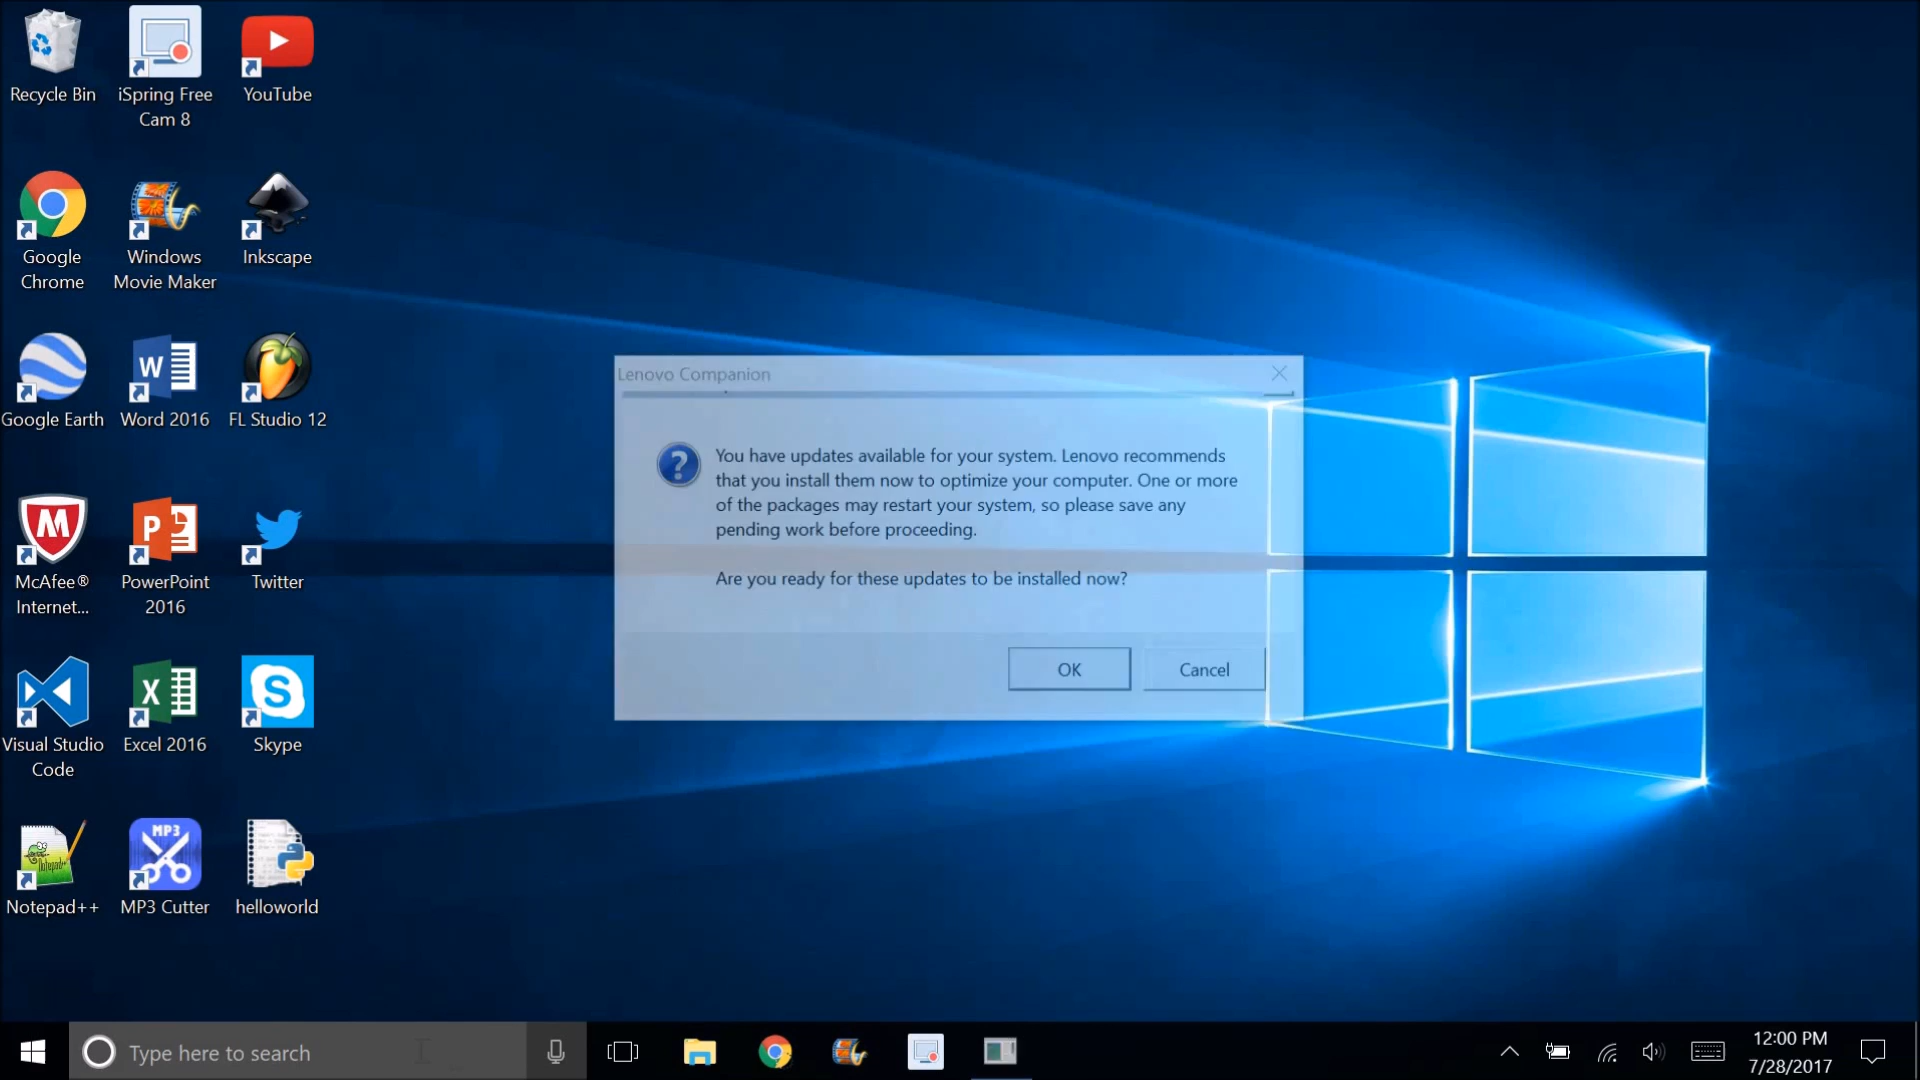 Recycle Bin
iSpring Free
Cam 8
YouTube
Google
Chrome
Windows
Movie Maker
Inkscape
Google Earth
W
Word 2016
FL Studio 12
M
McAfee®
Internet...
P
PowerPoint
2016
Twitter
Visual Studio
Code
X
Excel 2016
S
Skype
Notepad++
MP3
MP3 Cutter
helloworld
Lenovo Companion
?
You have updates available for your system. Lenovo recommends
that you install them now to optimize your computer. One or more
of the packages may restart your system, so please save any
pending work before proceeding.
Are you ready for these updates to be installed now?
OK
Cancel
Type here to search
12:00 PM
7/28/2017